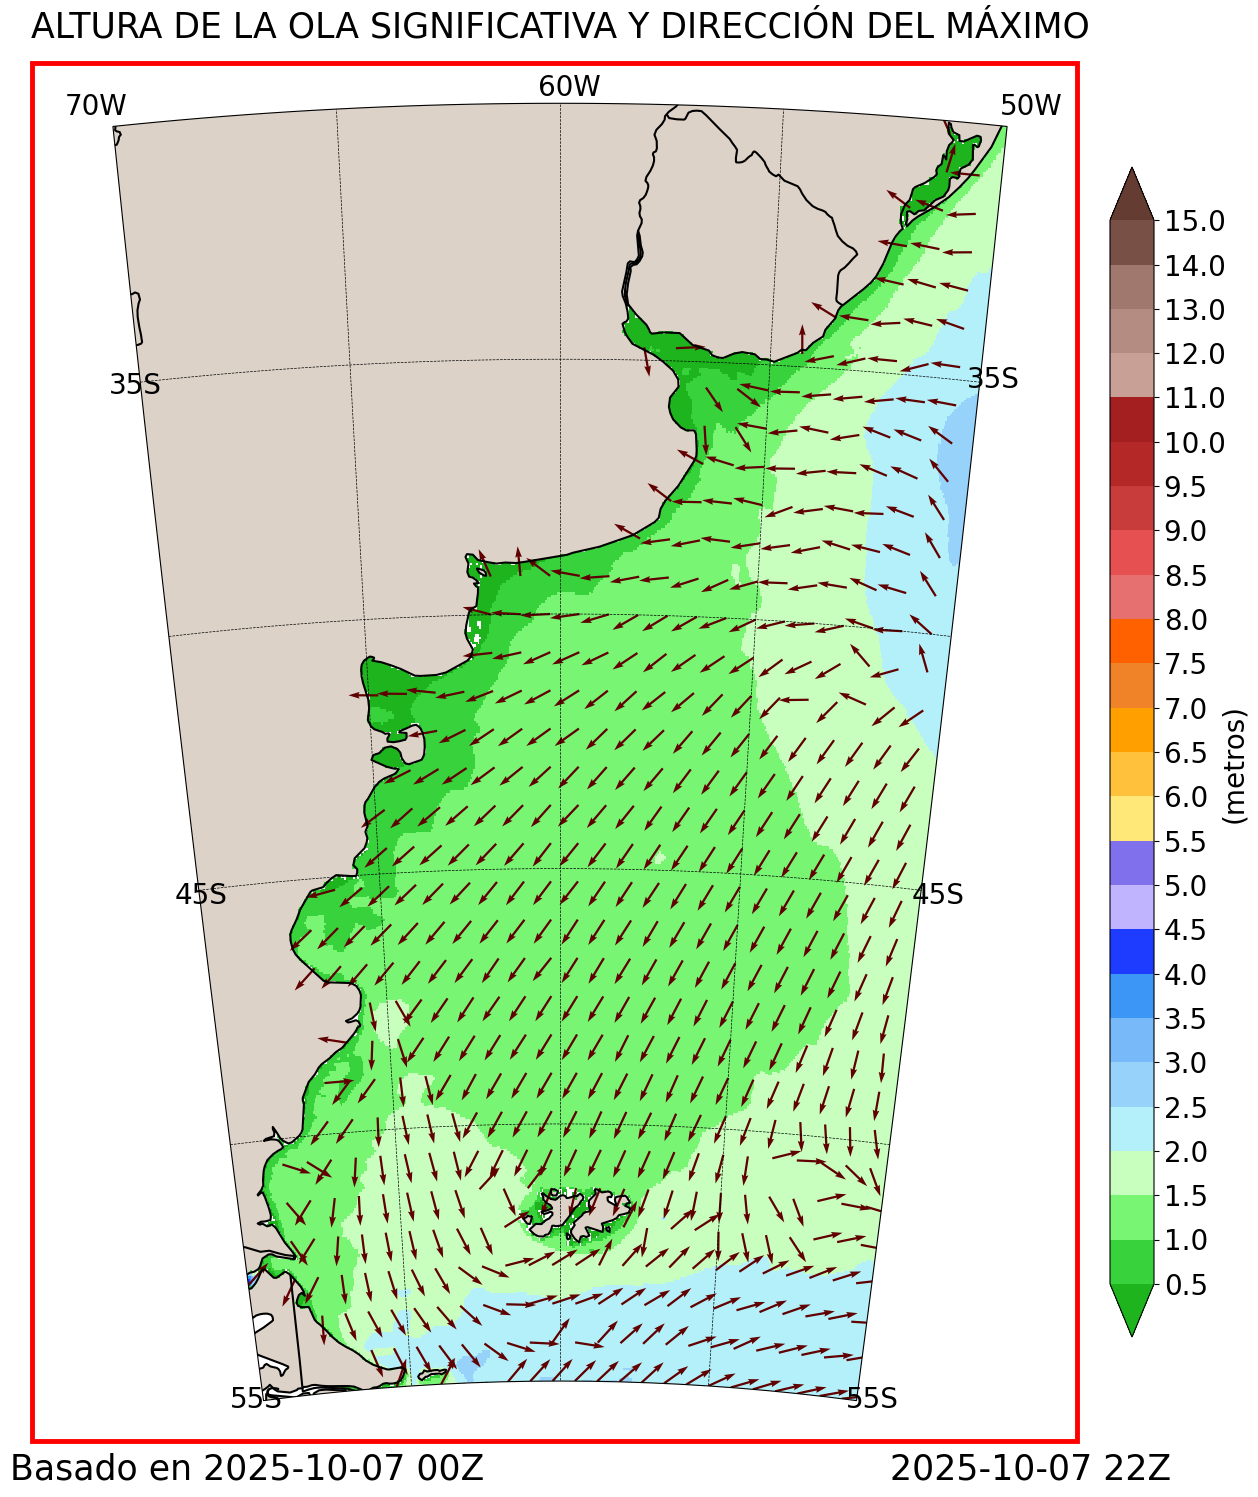 ALTURA DE LA OLA SIGNIFICATIVA Y DIRECCIÓN DEL MÁXIMO
70W
60W
50W
35S
35S
45S
45S
55S
55S
15.0
14.0
13.0
12.0
11.0
10.0
9.5
9.0
8.5
8.0
7.5
7.0
6.5
6.0
5.5
5.0
4.5
4.0
3.5
3.0
2.5
2.0
1.5
1.0
0.5
(metros)
Basado en 2025-10-07 00Z
2025-10-07 22Z